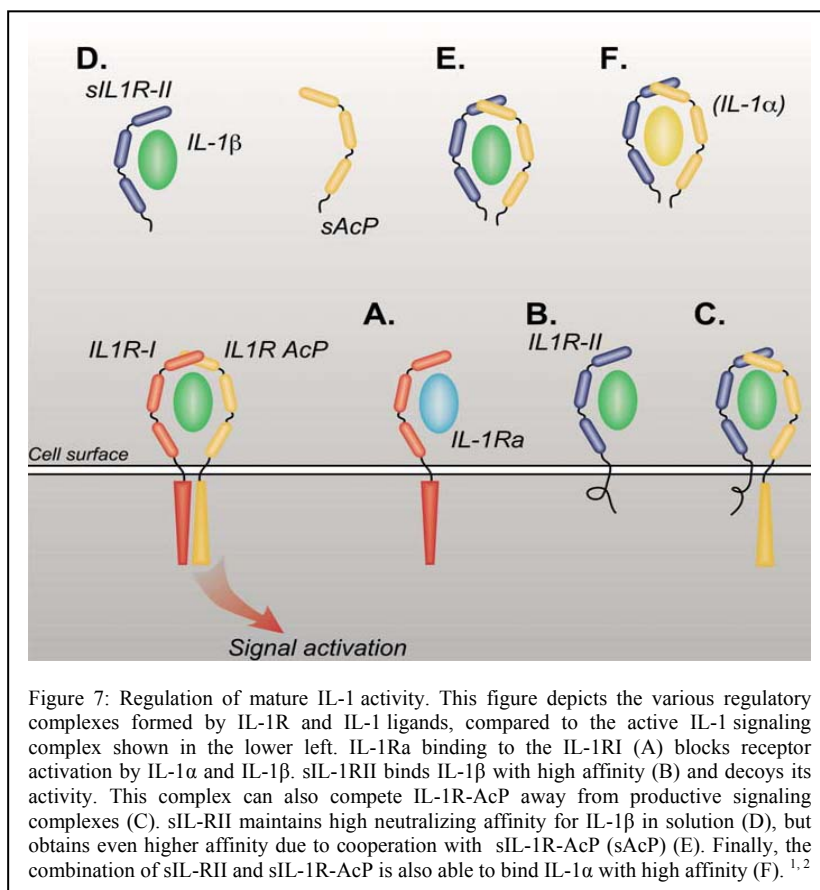 D.
E.
F.
sIL1R-II
(IL-1α)
IL-1β
sAcP
A.
B.
C.
IL1R-I
IL1R AcP
IL1R-II
IL-1Ra
Cell surface
Signal activation
Figure 7: Regulation of mature IL-1 activity. This figure depicts the various regulatory
complexes formed by IL-1R and IL-1 ligands, compared to the active IL-1 signaling
complex shown in the lower left. IL-1Ra binding to the IL-1RI (A) blocks receptor
activation by IL-1α and IL-1β. sIL-1RII binds IL-1β with high affinity (B) and decoys its
activity. This complex can also compete IL-1R-AcP away from productive signaling
complexes (C). sIL-RII maintains high neutralizing affinity for IL-1β in solution (D), but
obtains even higher affinity due to cooperation with sIL-1R-AcP (sAcP) (E). Finally, the
combination of sIL-RII and sIL-1R-AcP is also able to bind IL-1α with high affinity (F). 1, 2